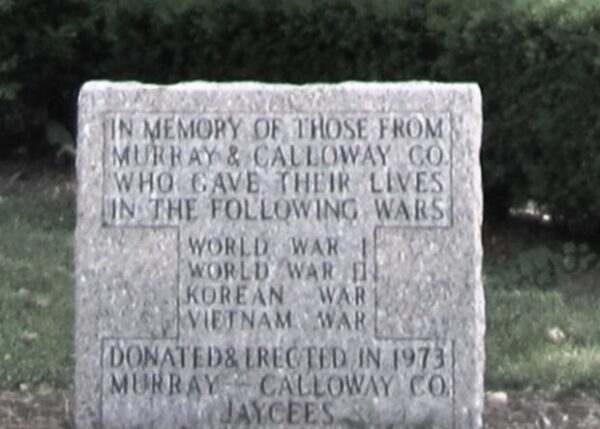 IN MEMORY OF THOSE FROM
MURRAY & CALLOWAY CO.
WHO GAVE THEIR LIVES
IN THE FOLLOWING WARS
WORLD WAR I
WORLD WAR II
KOREAN WAR
VIETNAM WAR
DONATED & ERECTED IN 1973
MURRAY - CALLOWAY CO.
JAYCEES